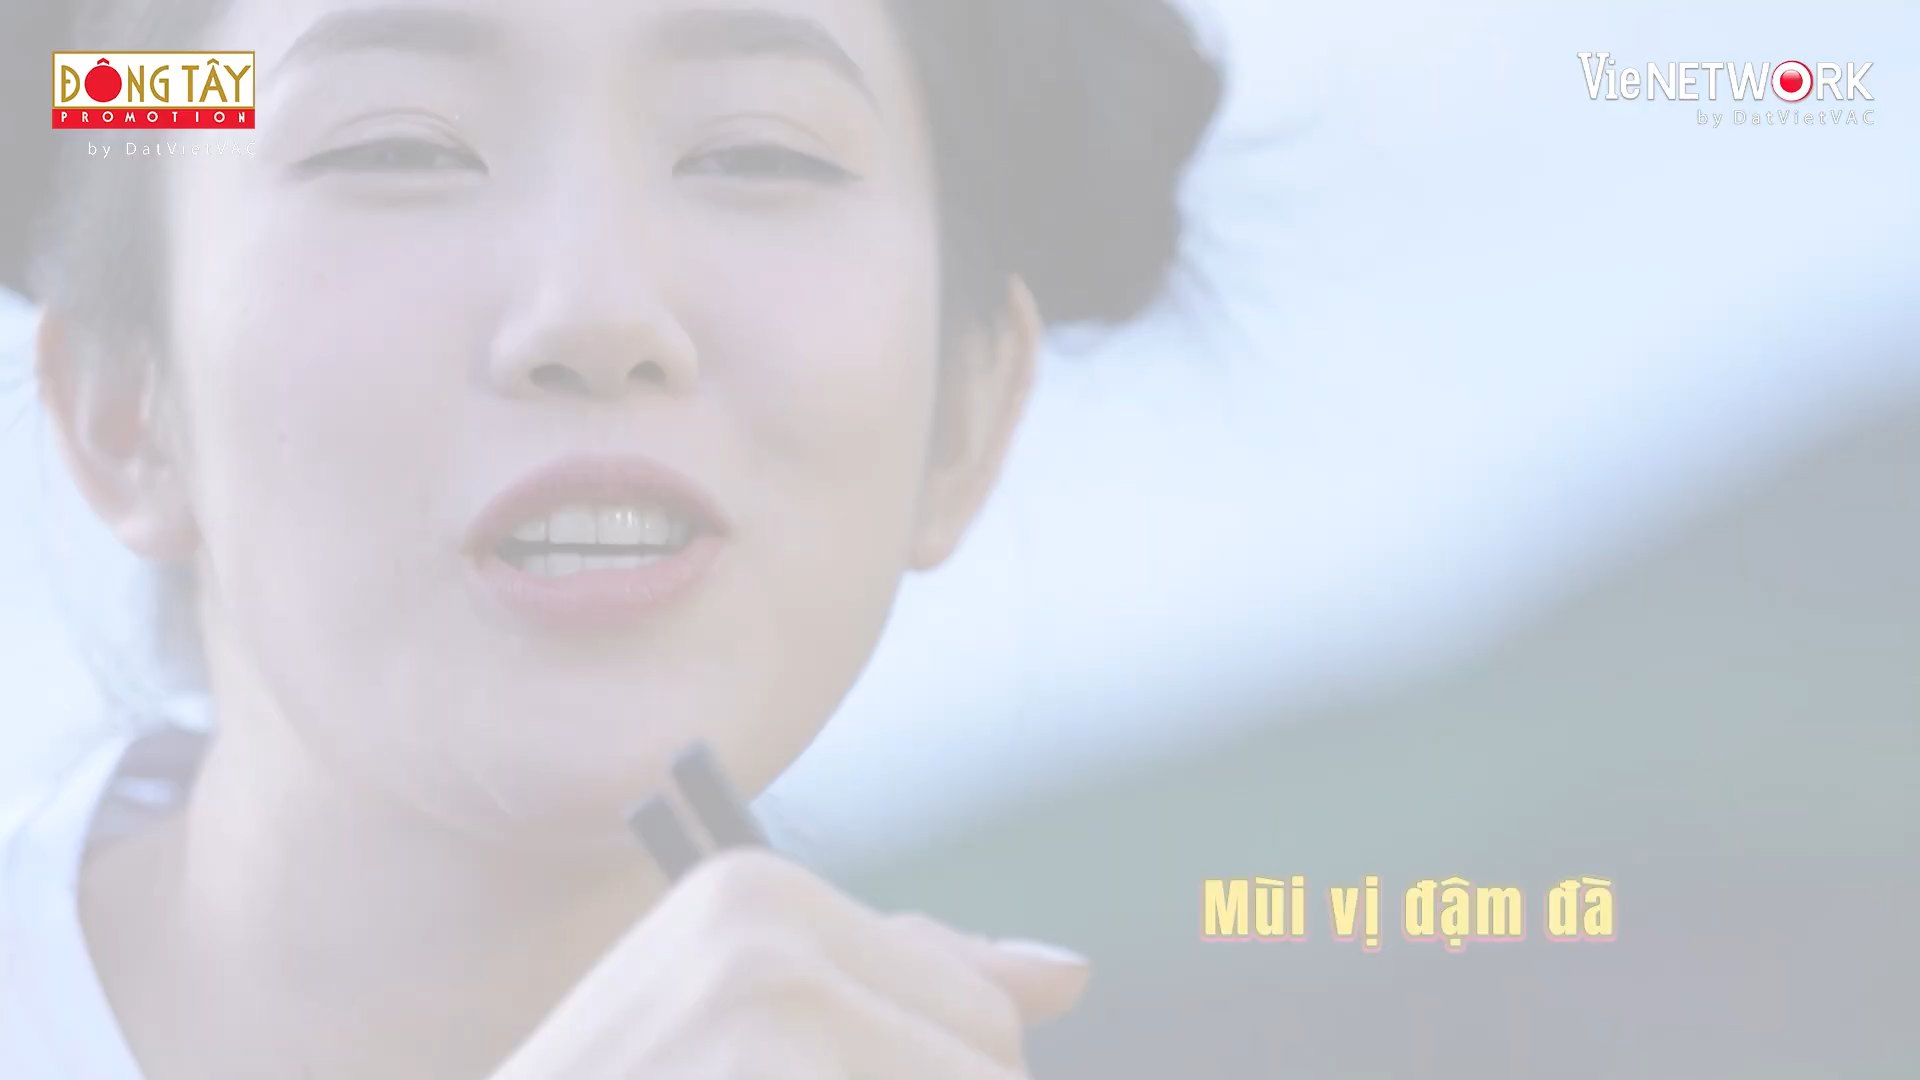 ĐÔNG TÂY
PROMOTION
by DatVietVAC
VieNETWORK
by DatVietVAC
Mùi vị đậm đà